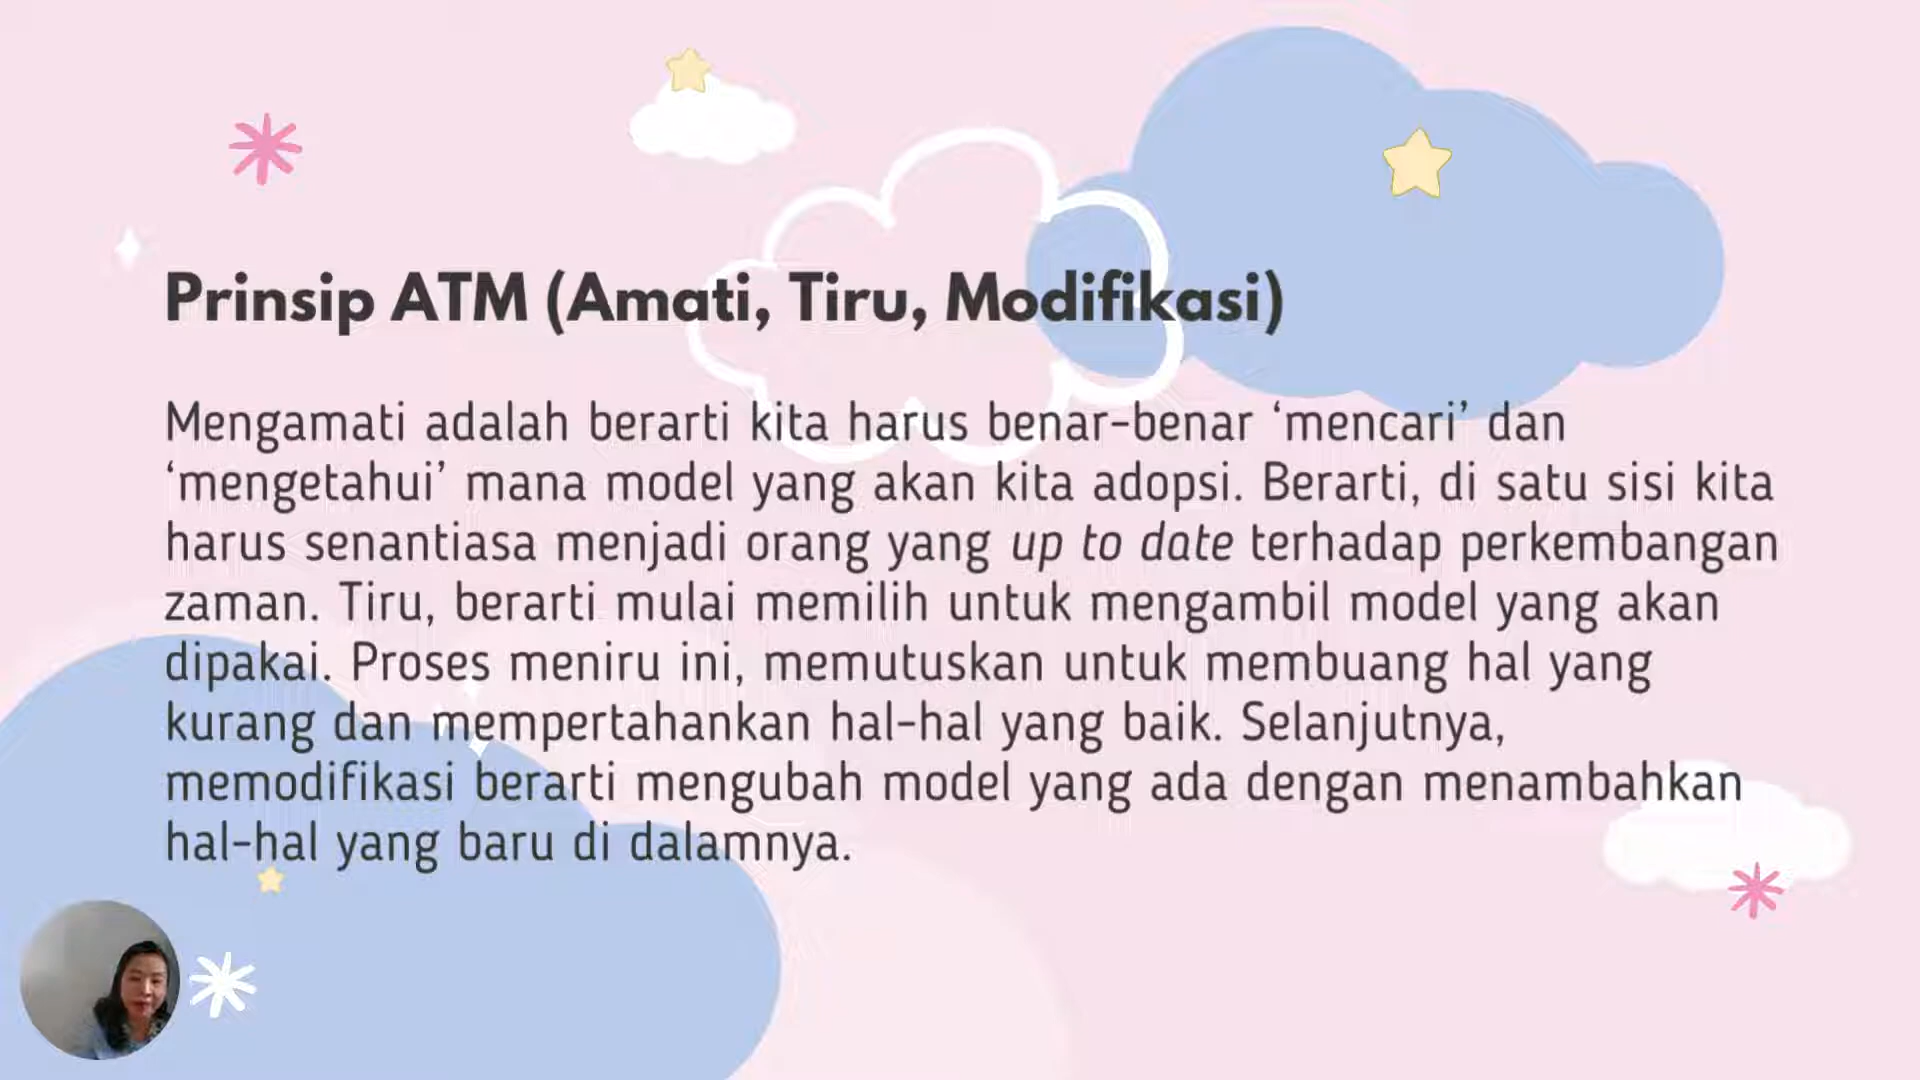 Prinsip ATM (Amati, Tiru, Modifikasi)
Mengamati adalah berarti kita harus benar-benar ‘mencari’ dan
‘mengetahui’ mana model yang akan kita adopsi. Berarti, di satu sisi kita
harus senantiasa menjadi orang yang up to date terhadap perkembangan
zaman. Tiru, berarti mulai memilih untuk mengambil model yang akan
dipakai. Proses meniru ini, memutuskan untuk membuang hal yang
kurang dan mempertahankan hal-hal yang baik. Selanjutnya,
memodifikasi berarti mengubah model yang ada dengan menambahkan
hal-hal yang baru di dalamnya.